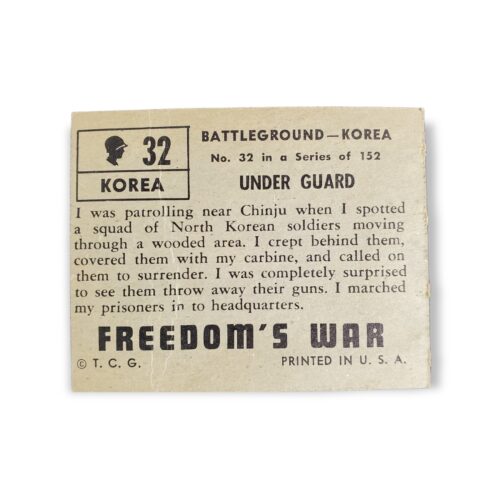 32
KOREA
BATTLEGROUND—KOREA
No. 32 in a Series of 152
UNDER GUARD
I was patrolling near Chinju when I spotted
a squad of North Korean soldiers moving
through a wooded area. I crept behind them,
covered them with my carbine, and called on
them to surrender. I was completely surprised
to see them throw away their guns. I marched
my prisoners in to headquarters.
FREEDOM'S WAR
© T. C. G.
PRINTED IN U. S. A.